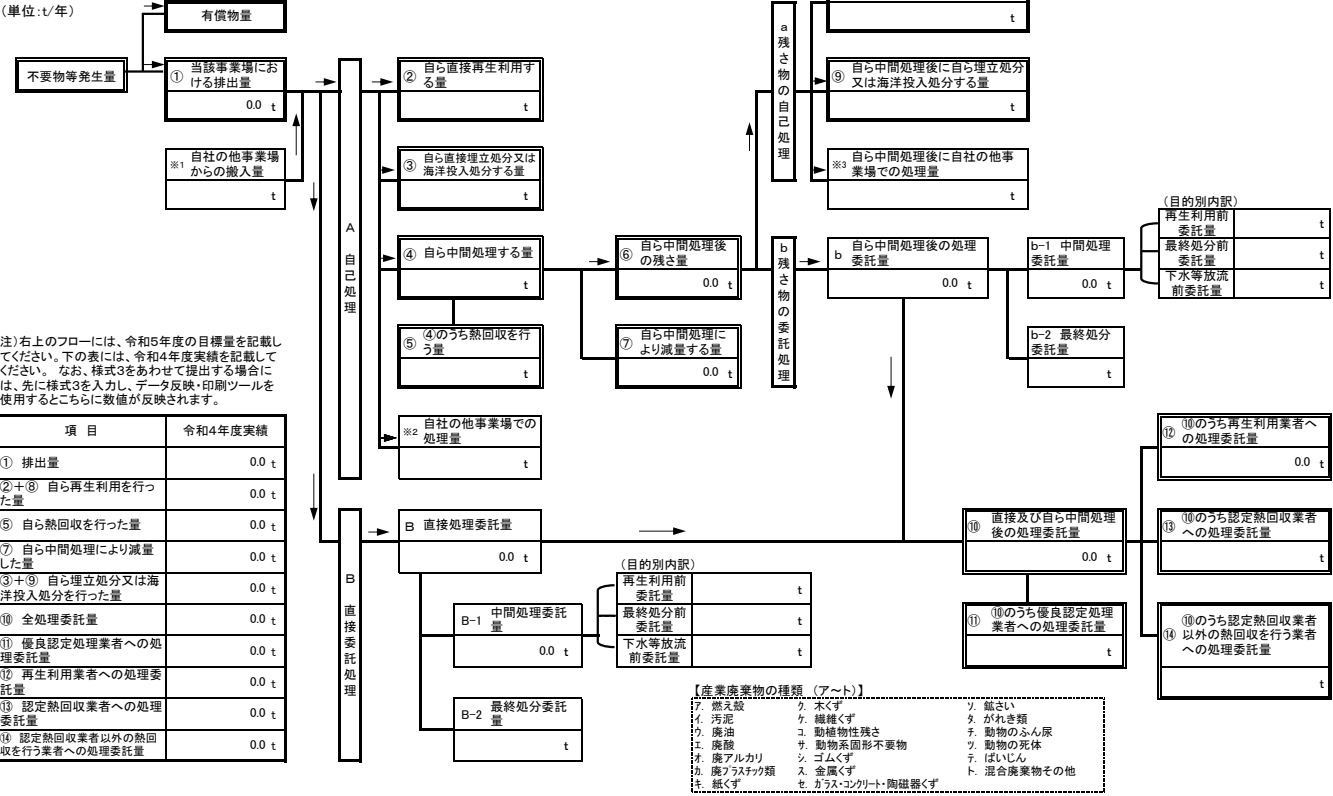 (単位:t/年)
有償物量
不要物等発生量
① 当該事業場にお
ける排出量
0.0 t
※1 自社の他事業場
からの搬入量
t
A 自己処理
② 自ら直接再生利用す
る量
t
③ 自ら直接埋立処分又は
海洋投入処分する量
t
④ 自ら中間処理する量
t
⑤ ④のうち熱回収を行
う量
t
※2 自社の他事業場での
処理量
t
⑥ 自ら中間処理後
の残さ量
0.0 t
⑦ 自ら中間処理に
より減量する量
0.0 t
a 残さ物の自己処理
t
⑨ 自ら中間処理後に自ら埋立処分
又は海洋投入処分する量
t
※3 自ら中間処理後に自社の他事
業場での処理量
t
b 残さ物の委託処理
b 自ら中間処理後の処理
委託量
0.0 t
b-1 中間処理
委託量
0.0 t
b-2 最終処分
委託量
t
(目的別内訳)
再生利用前
委託量
t
最終処分前
委託量
t
下水等放流
前委託量
t
注)右上のフローには、令和5年度の目標量を記載し
てください。下の表には、令和4年度実績を記載して
ください。 なお、様式3をあわせて提出する場合に
は、先に様式3を入力し、データ反映・印刷ツールを
使用するとこちらに数値が反映されます。
項 目 令和4年度実績
① 排出量 0.0 t
②+⑧ 自ら再生利用を行っ
た量 0.0 t
⑤ 自ら熱回収を行った量 0.0 t
⑦ 自ら中間処理により減量
した量 0.0 t
③+⑨ 自ら埋立処分又は海
洋投入処分を行った量 0.0 t
⑩ 全処理委託量 0.0 t
⑪ 優良認定処理業者への処
理委託量 0.0 t
⑫ 再生利用業者への処理委
託量 0.0 t
⑬ 認定熱回収業者への処理
委託量 0.0 t
⑭ 認定熱回収業者以外の熱回
収を行う業者への処理委託量 0.0 t
B 直接委託処理
B 直接処理委託量
0.0 t
B-1 中間処理委託
量
0.0 t
B-2 最終処分委託
量
t
(目的別内訳)
再生利用前
委託量
t
最終処分前
委託量
t
下水等放流
前委託量
t
⑩ 直接及び自ら中間処理
後の処理委託量
0.0 t
⑪ ⑩のうち優良認定処理
業者への処理委託量
t
⑫ ⑩のうち再生利用業者へ
の処理委託量
0.0 t
⑬ ⑩のうち認定熱回収業者
への処理委託量
t
⑭ ⑩のうち認定熱回収業者
以外の熱回収を行う業者
への処理委託量
t
【産業廃棄物の種類 (ア~ト)】
ア. 燃え殻
イ. 汚泥
ウ. 廃油
エ. 廃酸
オ. 廃アルカリ
カ. 廃プラスチック類
キ. 紙くず
ク. 木くず
ケ. 繊維くず
コ. 動植物性残さ
サ. 動物系固形不要物
シ. ゴムくず
ス. 金属くず
セ. ガラス・コンクリート・陶磁器くず
ソ. 鉱さい
タ. がれき類
チ. 動物のふん尿
ツ. 動物の死体
テ. ばいじん
ト. 混合廃棄物その他